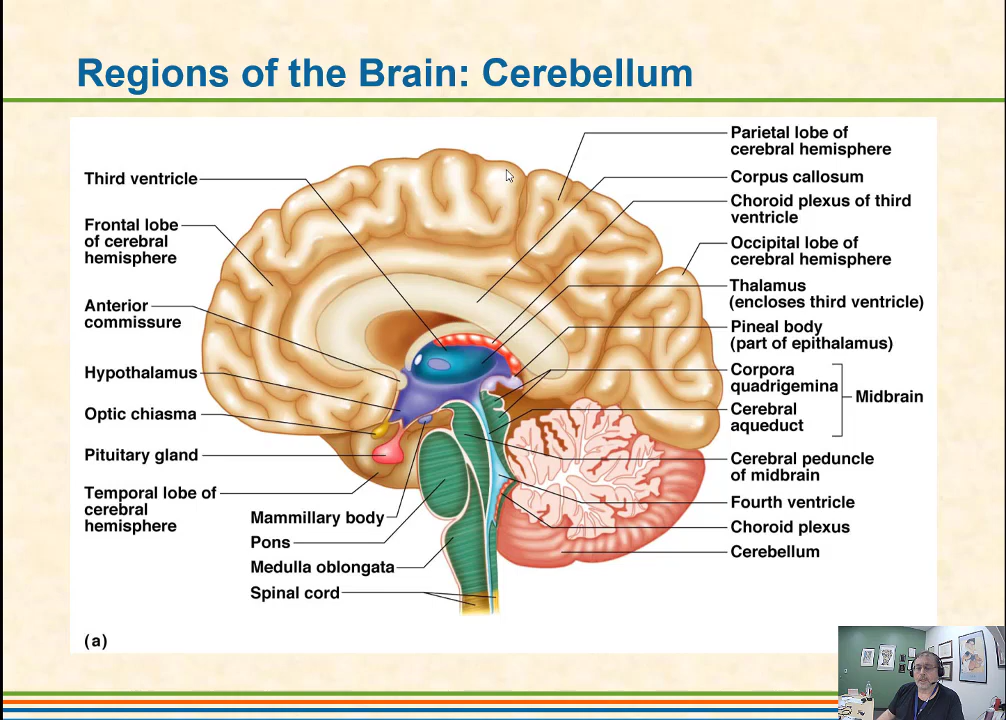 Regions of the Brain: Cerebellum
Third ventricle
Frontal lobe
of cerebral
hemisphere
Anterior
commissure
Hypothalamus
Optic chiasma
Pituitary gland
Temporal lobe of
cerebral
hemisphere
Mammillary body
Pons
Medulla oblongata
Spinal cord
Parietal lobe of
cerebral hemisphere
Corpus callosum
Choroid plexus of third
ventricle
Occipital lobe of
cerebral hemisphere
Thalamus
(encloses third ventricle)
Pineal body
(part of epithalamus)
Corpora
quadrigemina
Midbrain
Cerebral
aqueduct
Cerebral peduncle
of midbrain
Fourth ventricle
Choroid plexus
Cerebellum
(a)